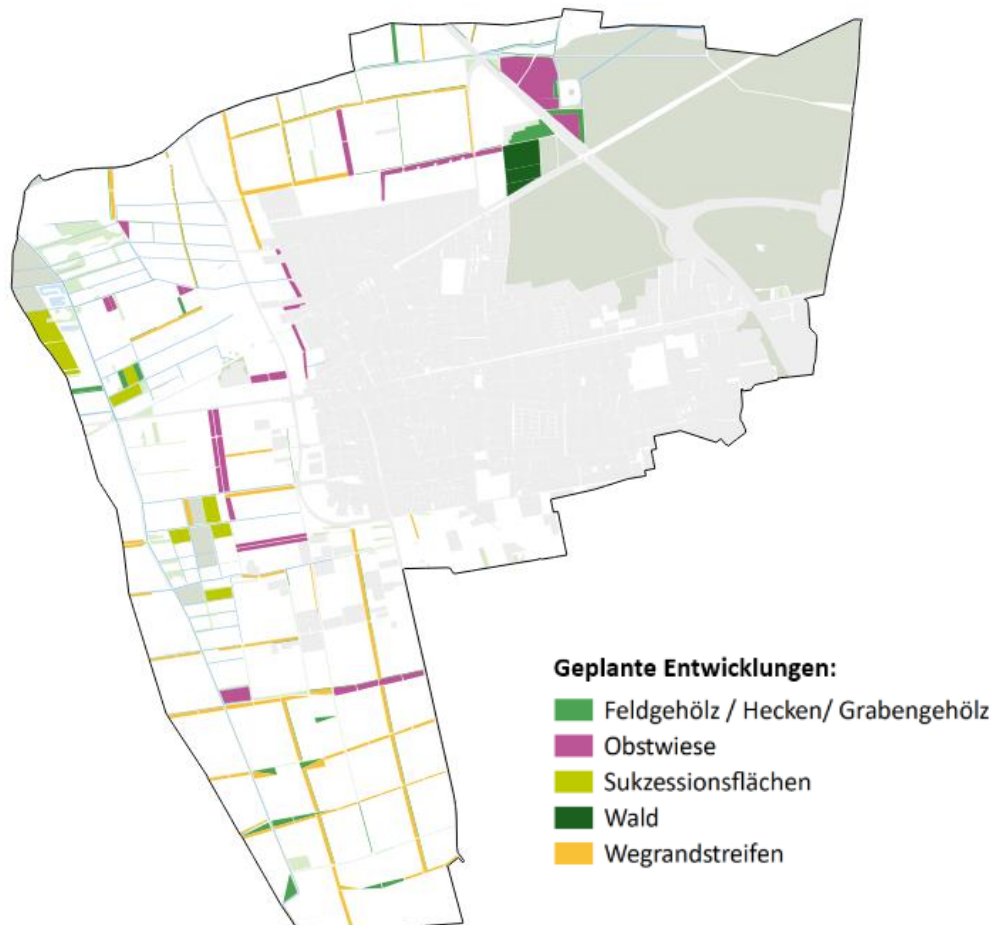 Geplante Entwicklungen:
Feldgehölz / Hecken/ Grabengehölz
Obstwiese
Sukzessionsflächen
Wald
Wegrandstreifen